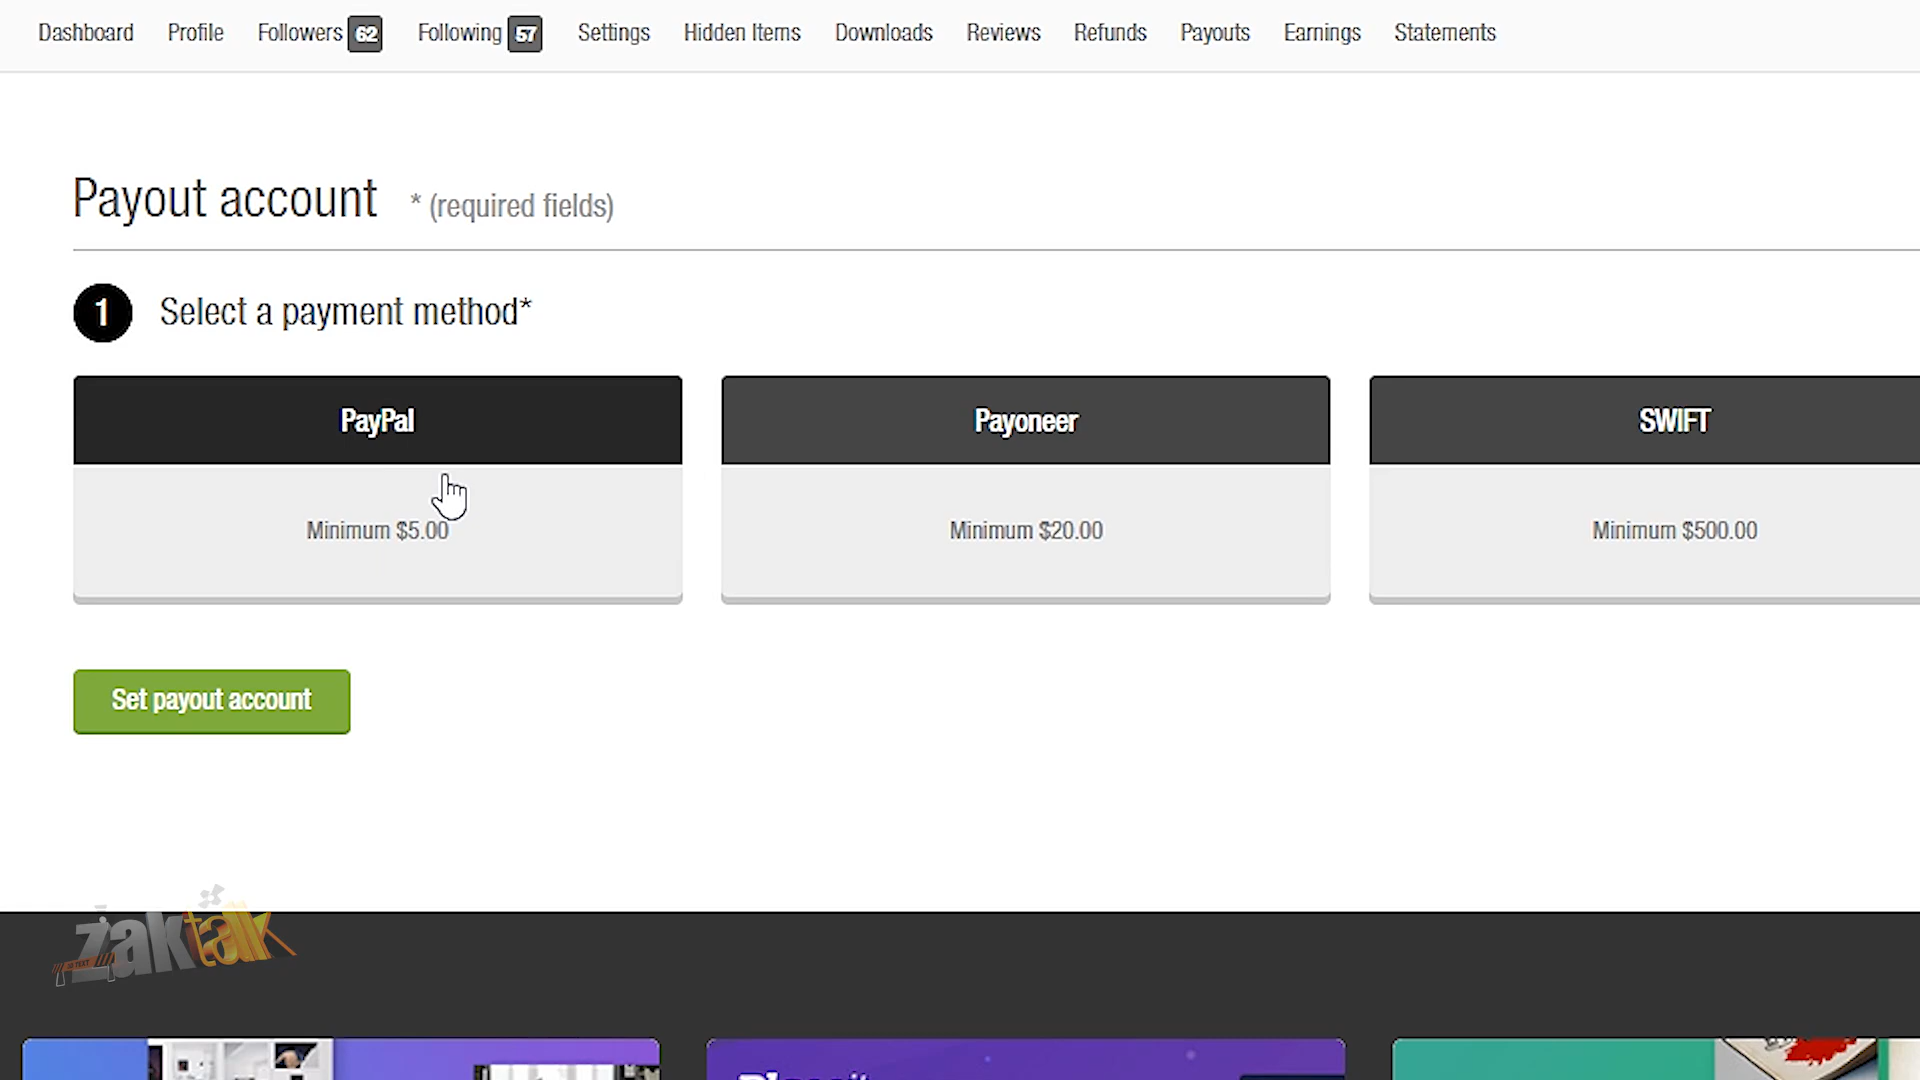 Dashboard Profile Followers 62 Following 57 Settings Hidden Items Downloads Reviews Refunds Payouts Earnings Statements
Payout account * (required fields)
1 Select a payment method*
PayPal Payoneer SWIFT
Minimum $5.00 Minimum $20.00 Minimum $500.00
Set payout account
zaktalk